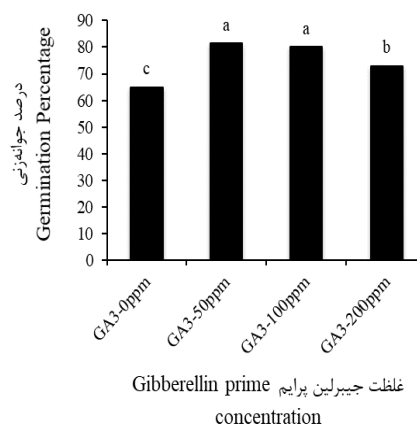 درصد جوانه‌زنی
Germination Percentage
90
80
70
60
50
40
30
20
10
0
c
a
a
b
GA3-0ppm
GA3-50ppm
GA3-100ppm
GA3-200ppm
غلظت جیبرلین پرایم Gibberellin prime
concentration